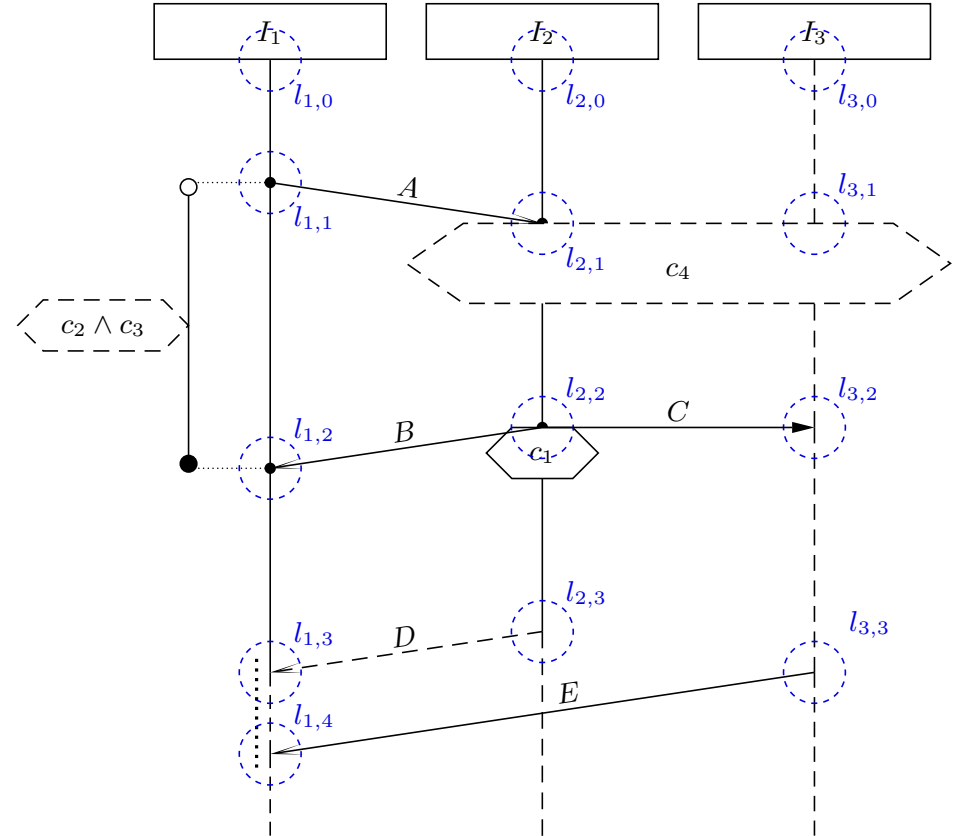 I₁ I₂ I₃
l₁,₀ l₂,₀ l₃,₀
A l₃,₁
l₁,₁
l₂,₁
c₄
c₂ ∧ c₃
l₂,₂ l₃,₂
C
l₁,₂ B
c₁
l₂,₃
l₃,₃
l₁,₃ D
E
l₁,₄